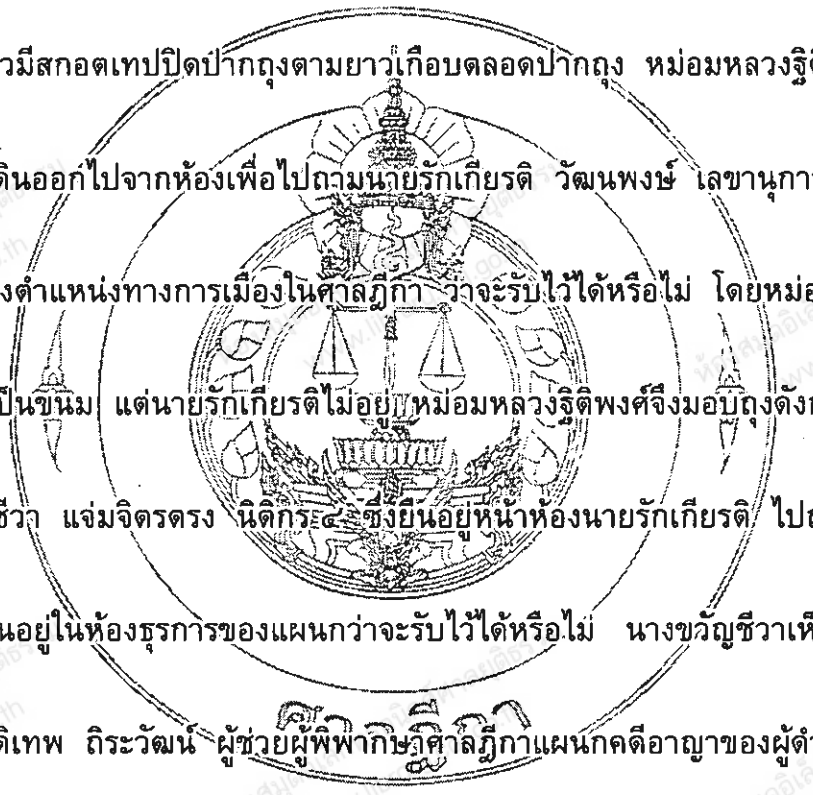 วมีสกอตเทปปิดปากถุงตามยาวเกือบตลอดปากถุง หม่อมหลวงฐิติ
ดินออกไปจากห้องเพื่อไปถามนายรักเกียรติ วัฒนพงษ์ เลขานุการ
งตำแหน่งทางการเมืองในศาลฎีกา ว่าจะรับไว้ได้หรือไม่ โดยหม่อ
เป็นขนม แต่นายรักเกียรติไม่อยู่ หม่อมหลวงฐิติพงศ์จึงมอบถุงดังก
ชีวา แจ่มจิตรตรง นิติกร ๔ ซึ่งยืนอยู่หน้าห้องนายรักเกียรติ ไปถ
นอยู่ในห้องธุรการของแผนกว่าจะรับไว้ได้หรือไม่ นางขวัญชีวาเห็
ติเทพ ถิระวัฒน์ ผู้ช่วยผู้พิพากษาศาลฎีกาแผนกคดีอาญาของผู้ดำ
ศาลฎีกา